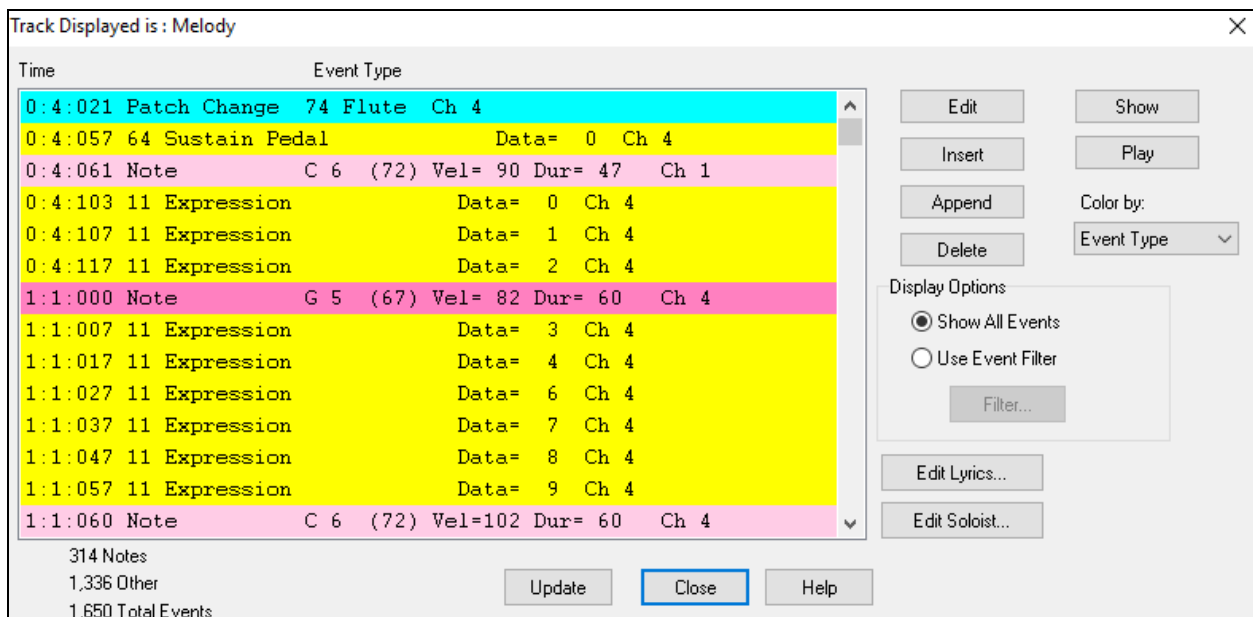 Track Displayed is : Melody
Time Event Type
0:4:021 Patch Change 74 Flute Ch 4
0:4:057 64 Sustain Pedal Data= 0 Ch 4
0:4:061 Note C 6 (72) Vel= 90 Dur= 47 Ch 1
0:4:103 11 Expression Data= 0 Ch 4
0:4:107 11 Expression Data= 1 Ch 4
0:4:117 11 Expression Data= 2 Ch 4
1:1:000 Note G 5 (67) Vel= 82 Dur= 60 Ch 4
1:1:007 11 Expression Data= 3 Ch 4
1:1:017 11 Expression Data= 4 Ch 4
1:1:027 11 Expression Data= 6 Ch 4
1:1:037 11 Expression Data= 7 Ch 4
1:1:047 11 Expression Data= 8 Ch 4
1:1:057 11 Expression Data= 9 Ch 4
1:1:060 Note C 6 (72) Vel=102 Dur= 60 Ch 4
314 Notes
1,336 Other
1,650 Total Events
Edit Show
Insert Play
Append Color by:
Delete Event Type
Display Options
Show All Events
Use Event Filter
Filter...
Edit Lyrics...
Edit Soloist...
Update Close Help